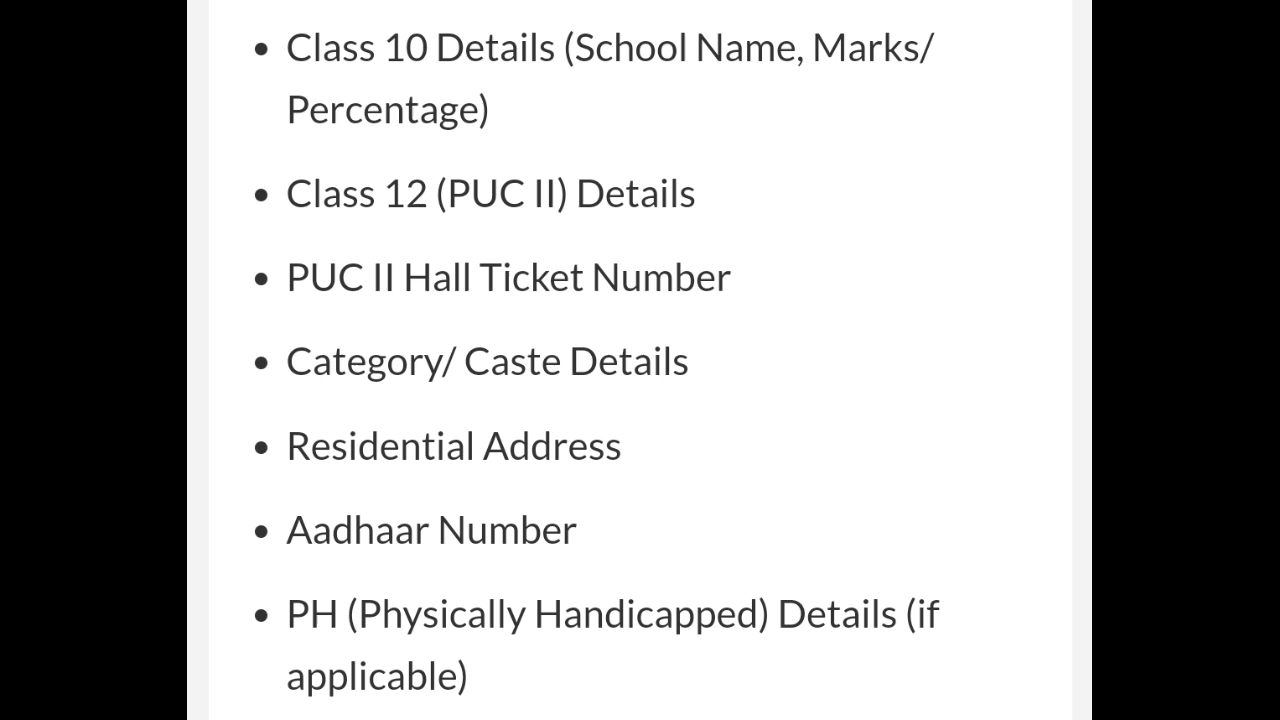 • Class 10 Details (School Name, Marks/
Percentage)
• Class 12 (PUC II) Details
• PUC II Hall Ticket Number
• Category/ Caste Details
• Residential Address
• Aadhaar Number
• PH (Physically Handicapped) Details (if
applicable)